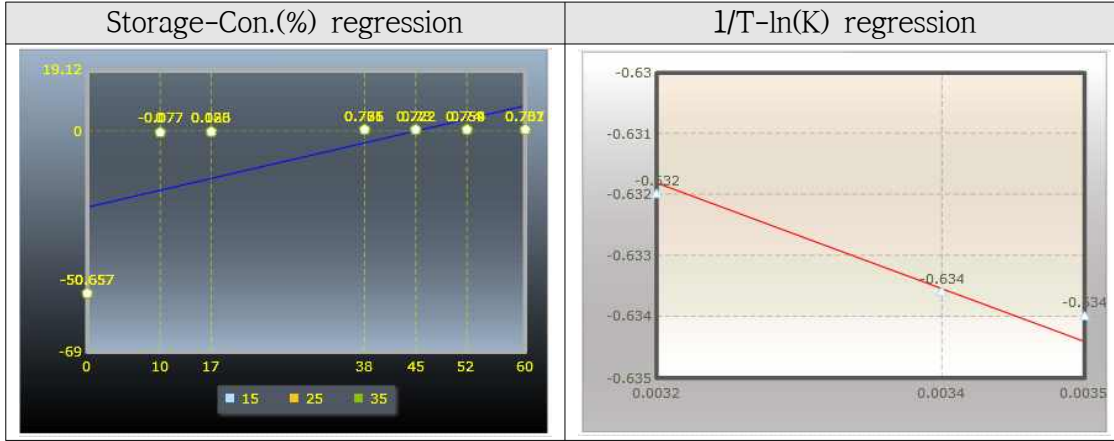 Storage-Con.(%) regression
1/T-ln(K) regression
19.12
0
-50.657
-69
0 10 17 38 45 52 60
15 25 35
-0.63
-0.631
-0.632
-0.633
-0.634
-0.635
-0.632
-0.634
-0.634
0.0032 0.0034 0.0035